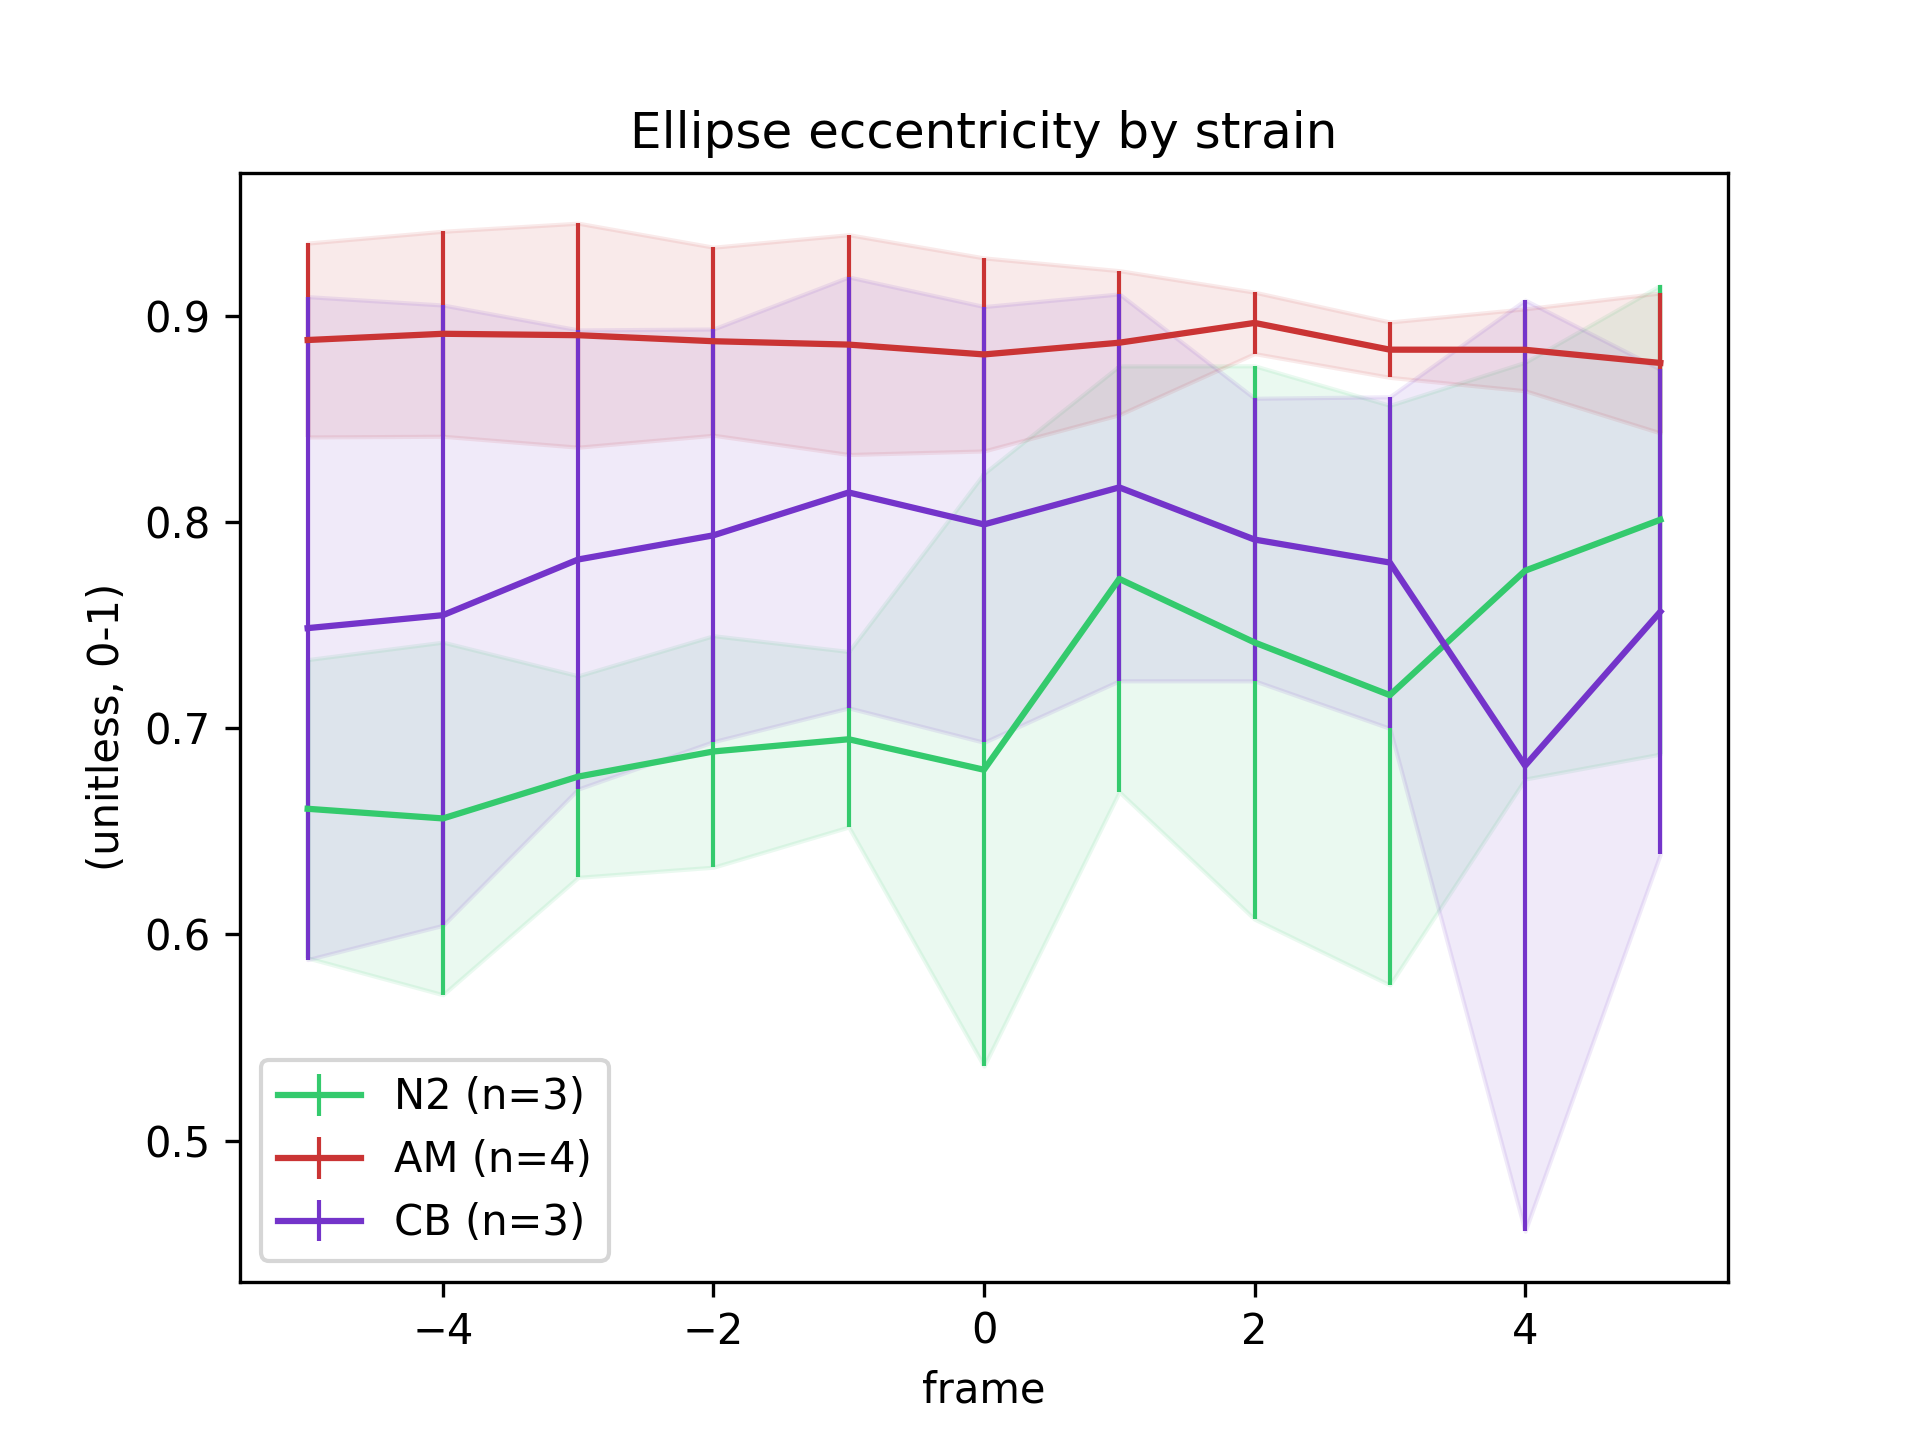 Ellipse eccentricity by strain
(unitless, 0-1)
0.9
0.8
0.7
0.6
0.5
N2 (n=3)
AM (n=4)
CB (n=3)
−4
−2
0
2
4
frame